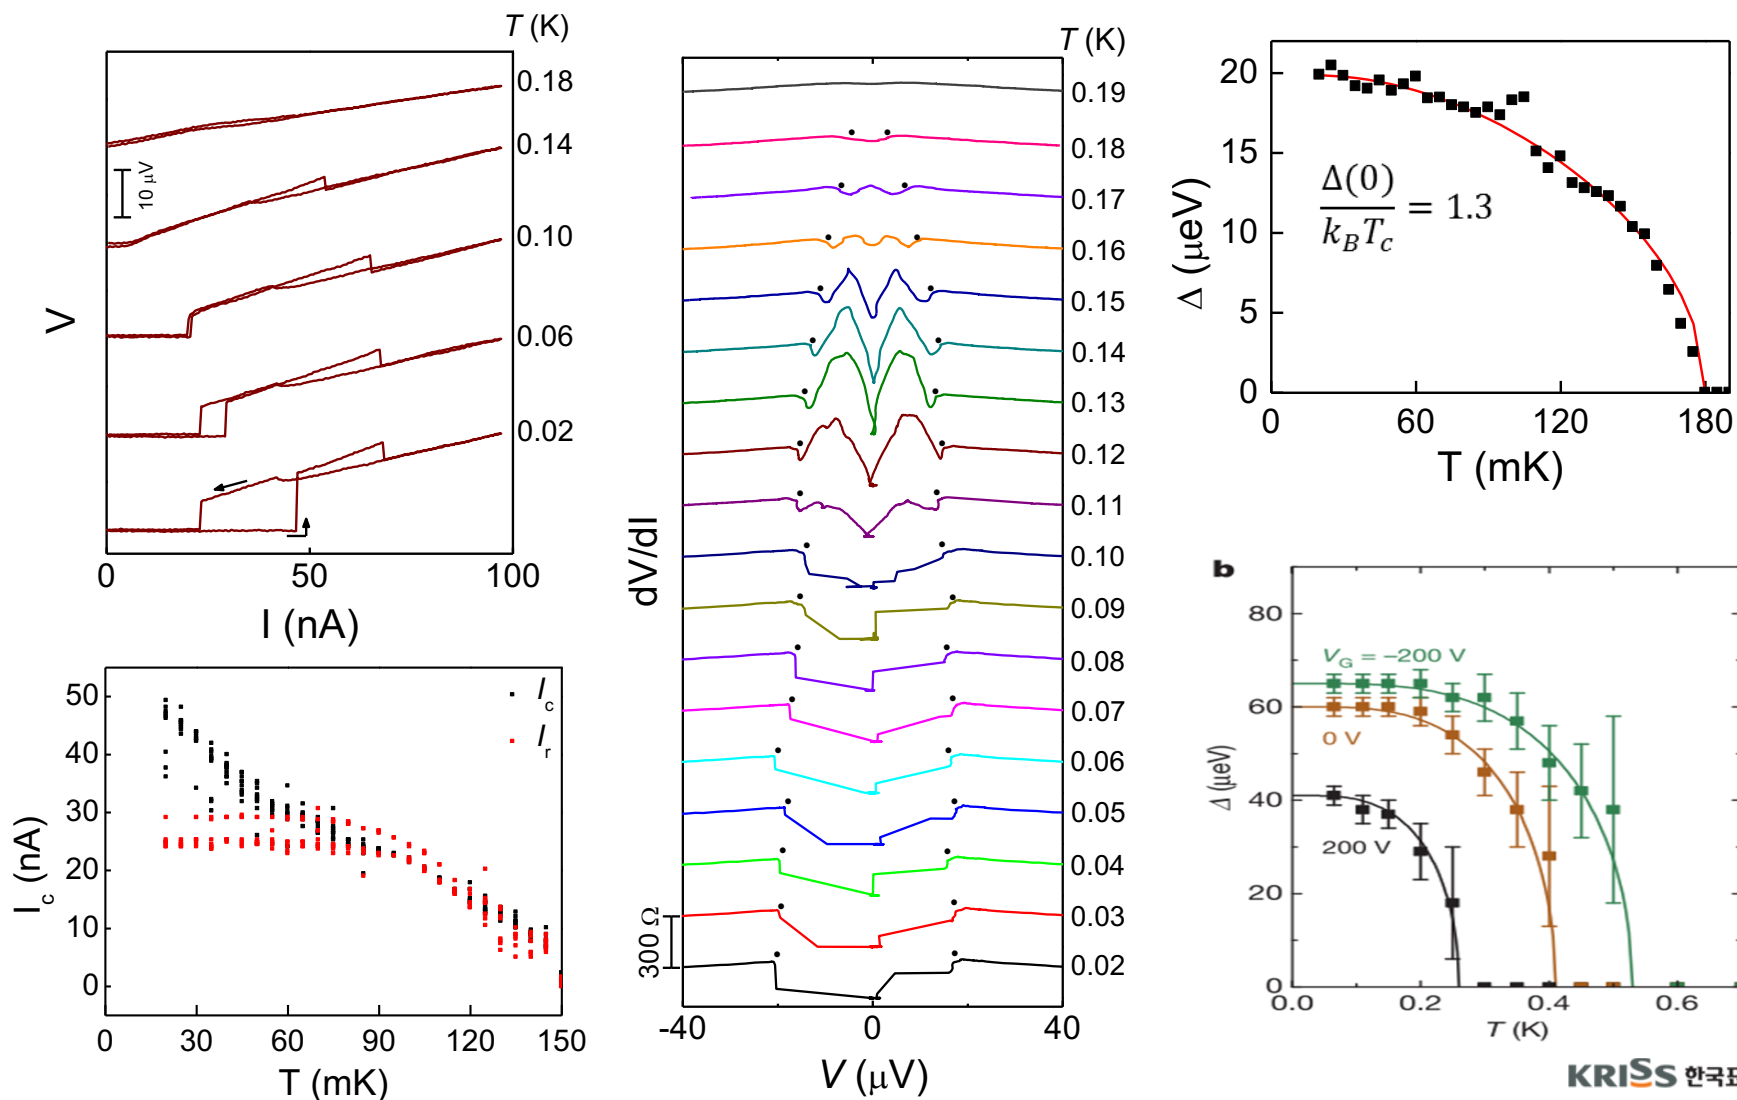 T (K)
0.18
0.14
0.10
0.06
0.02
10 μV
V
0
50
100
I (nA)
50
40
30
20
10
0
I_c (nA)
I_c
I_r
0
30
60
90
120
150
T (mK)
T (K)
0.19
0.18
0.17
0.16
0.15
0.14
0.13
0.12
0.11
0.10
0.09
0.08
0.07
0.06
0.05
0.04
0.03
0.02
dV/dI
300 Ω
-40
0
40
V (μV)
20
15
10
5
0
Δ (μeV)
Δ(0)
k_B T_c
= 1.3
0
60
120
180
T (mK)
b
80
60
40
20
0
Δ (μeV)
V_G = −200 V
0 V
200 V
0.0
0.2
0.4
0.6
T (K)
KRISS 한국표